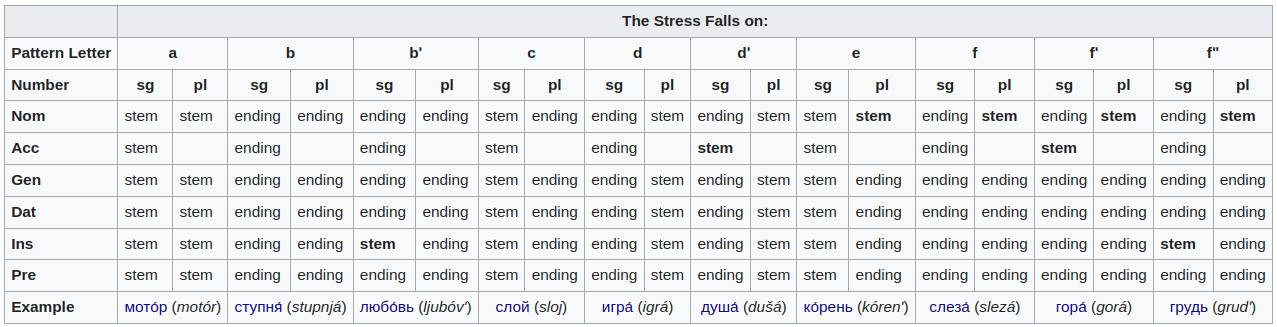 The Stress Falls on:
Pattern Letter a b b' c d d' e f f' f"
Number sg pl sg pl sg pl sg pl sg pl sg pl sg pl sg pl sg pl sg pl
Nom stem stem ending ending ending ending stem ending ending stem ending stem stem stem ending stem ending stem ending stem
Acc stem ending ending stem ending stem stem ending stem ending
Gen stem stem ending ending ending ending stem ending ending stem ending stem stem ending ending ending ending ending ending ending
Dat stem stem ending ending ending ending stem ending ending stem ending stem stem ending ending ending ending ending ending ending
Ins stem stem ending ending stem ending stem ending ending stem ending stem stem ending ending ending ending ending stem ending
Pre stem stem ending ending ending ending stem ending ending stem ending stem stem ending ending ending ending ending ending ending
Example мото́р (motór) ступня́ (stupnjá) любо́вь (ljubóv') слой (sloj) игра́ (igrá) душа́ (dušá) ко́рень (kóren') слеза́ (slezá) гора́ (gorá) грудь (grud')